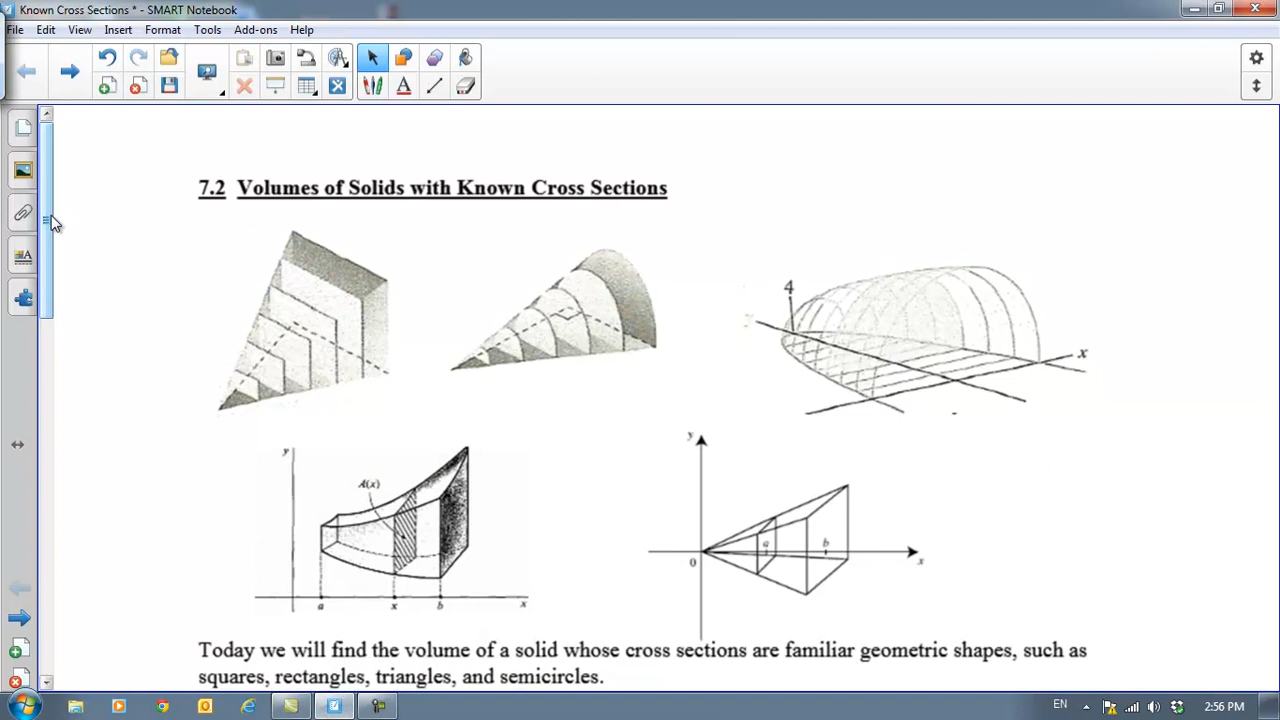 Known Cross Sections * - SMART Notebook
File Edit View Insert Format Tools Add-ons Help
7.2 Volumes of Solids with Known Cross Sections
4
x
y
A(x)
a x b x
y
a b
0 x
Today we will find the volume of a solid whose cross sections are familiar geometric shapes, such as
squares, rectangles, triangles, and semicircles.
EN 2:56 PM